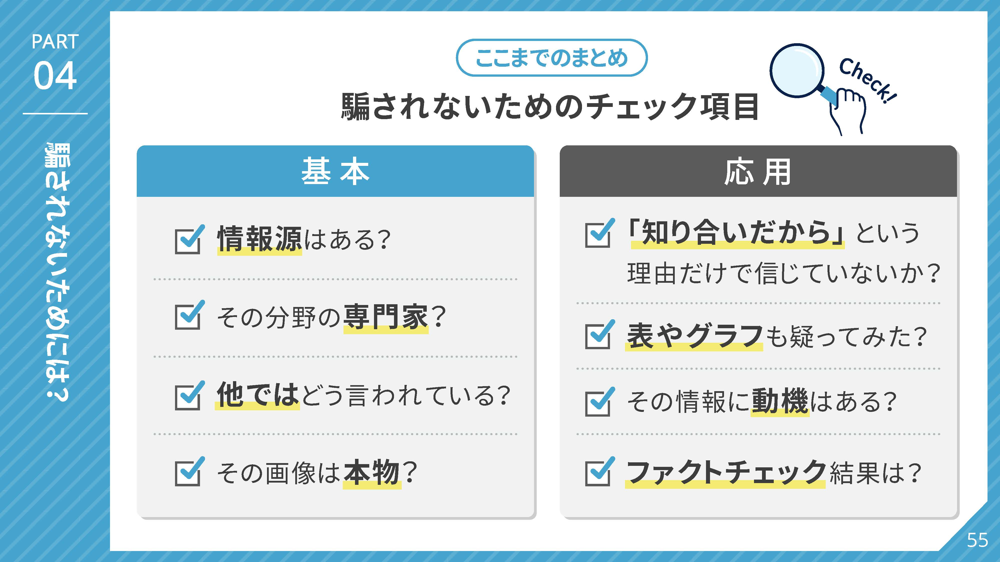 PART
04
騙されないためには？
ここまでのまとめ
騙されないためのチェック項目
Check!
基本
情報源はある？
その分野の専門家？
他ではどう言われている？
その画像は本物？
応用
「知り合いだから」という
理由だけで信じていないか？
表やグラフも疑ってみた？
その情報に動機はある？
ファクトチェック結果は？
55